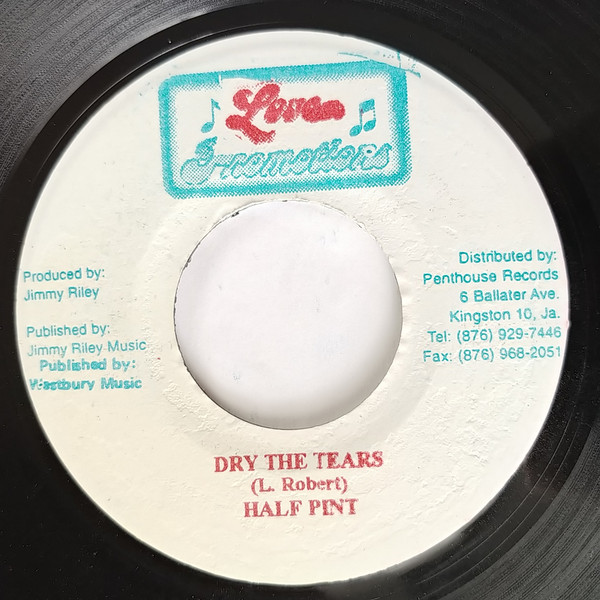 Love
Promotions
Produced by:
Jimmy Riley
Published by:
Jimmy Riley Music
Published by:
Westbury Music
Distributed by:
Penthouse Records
6 Ballater Ave.
Kingston 10, Ja.
Tel: (876) 929-7446
Fax: (876) 968-2051
DRY THE TEARS
(L. Robert)
HALF PINT